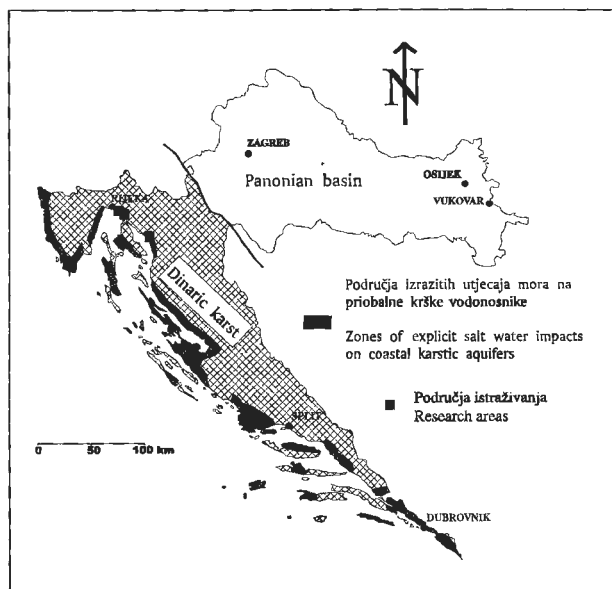 N
ZAGREB
Panonian basin
OSIJEK
VUKOVAR
RIJEKA
Dinaric karst
Područja izrazitih utjecaja mora na
priobalne krške vodonosnike
Zones of explicit salt water impacts
on coastal karstic aquifers
Područja istraživanja
Research areas
SPLIT
0 50 100 km
DUBROVNIK